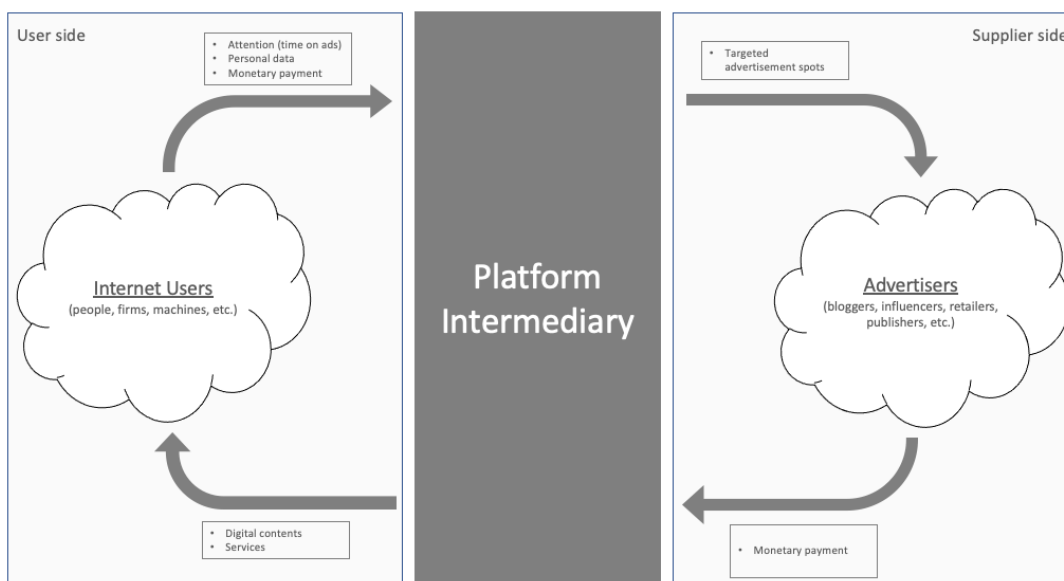 User side
• Attention (time on ads)
• Personal data
• Monetary payment
Internet Users
(people, firms, machines, etc.)
• Digital contents
• Services
Platform
Intermediary
Supplier side
• Targeted
advertisement spots
Advertisers
(bloggers, influencers, retailers,
publishers, etc.)
• Monetary payment